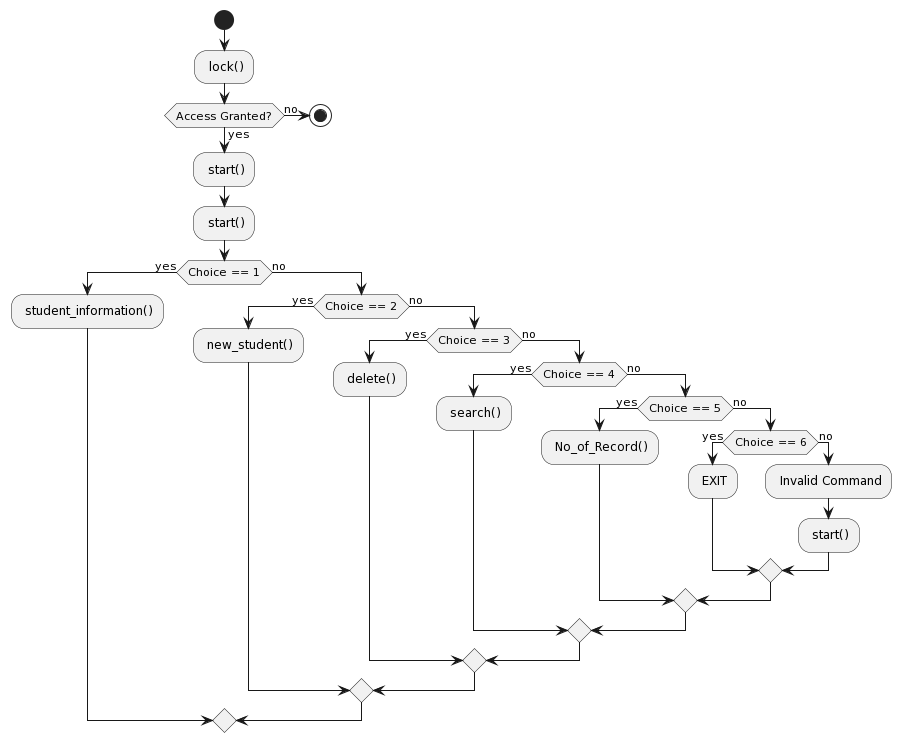 lock()
Access Granted?
no
yes
start()
start()
yes
Choice == 1
no
student_information()
yes
Choice == 2
no
new_student()
yes
Choice == 3
no
delete()
yes
Choice == 4
no
search()
yes
Choice == 5
no
No_of_Record()
yes
Choice == 6
no
EXIT
Invalid Command
start()